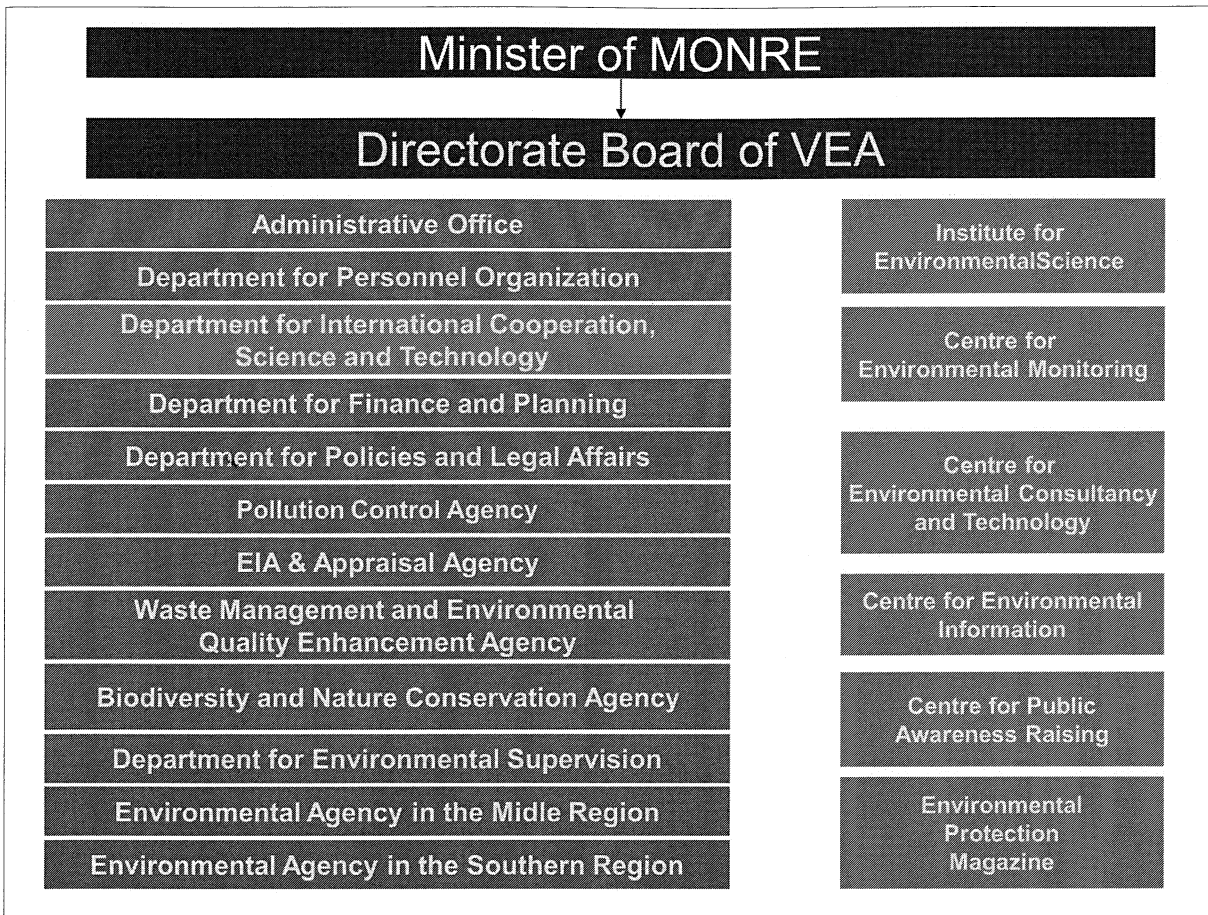 Minister of MONRE
Directorate Board of VEA
Administrative Office
Department for Personnel Organization
Department for International Cooperation,
Science and Technology
Department for Finance and Planning
Department for Policies and Legal Affairs
Pollution Control Agency
EIA & Appraisal Agency
Waste Management and Environmental
Quality Enhancement Agency
Biodiversity and Nature Conservation Agency
Department for Environmental Supervision
Environmental Agency in the Midle Region
Environmental Agency in the Southern Region
Institute for
EnvironmentalScience
Centre for
Environmental Monitoring
Centre for
Environmental Consultancy
and Technology
Centre for Environmental
Information
Centre for Public
Awareness Raising
Environmental
Protection
Magazine